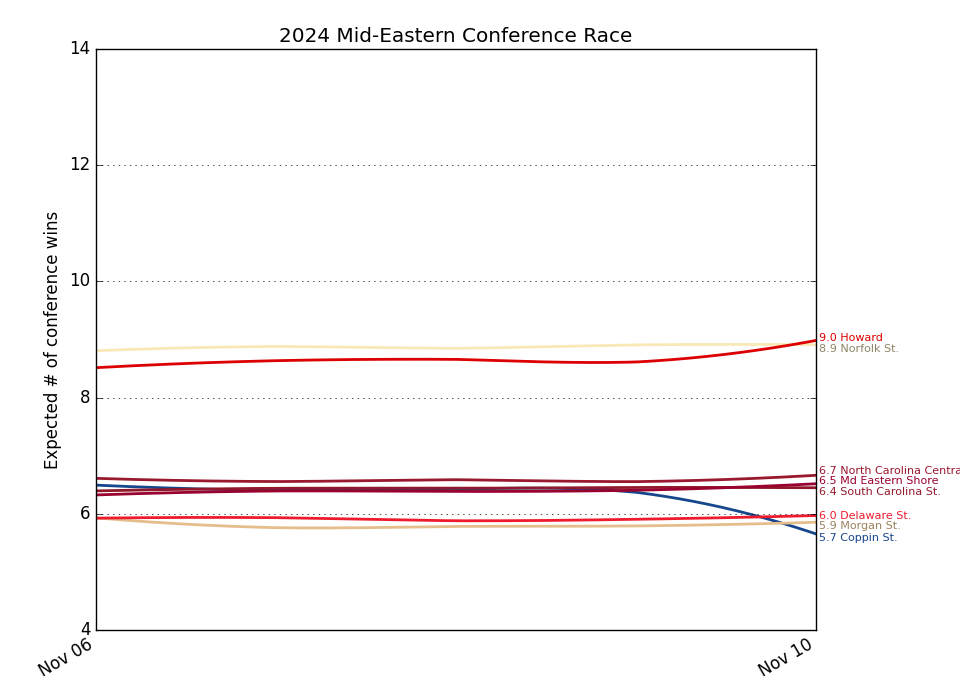 2024 Mid-Eastern Conference Race
14
12
10
8
6
4
Expected # of conference wins
Nov 06
Nov 10
9.0 Howard
8.9 Norfolk St.
6.7 North Carolina Centra
6.5 Md Eastern Shore
6.4 South Carolina St.
6.0 Delaware St.
5.9 Morgan St.
5.7 Coppin St.